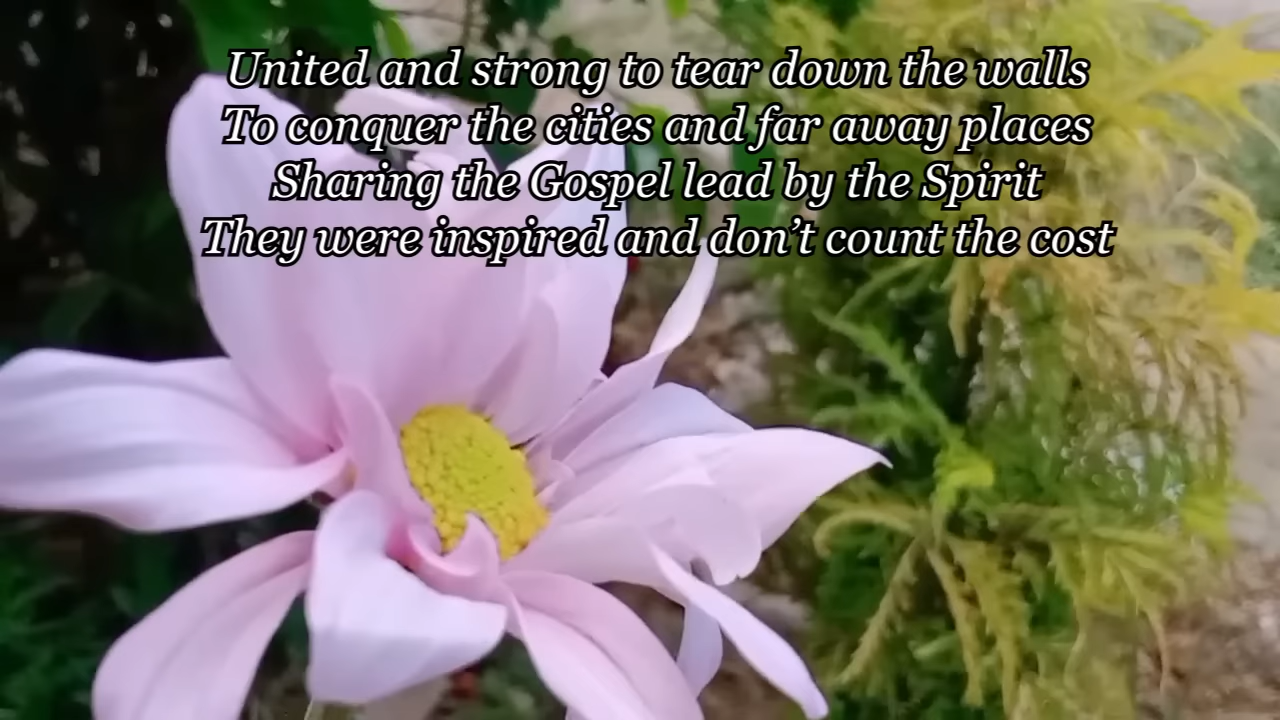 United and strong to tear down the walls
To conquer the cities and far away places
Sharing the Gospel lead by the Spirit
They were inspired and don’t count the cost